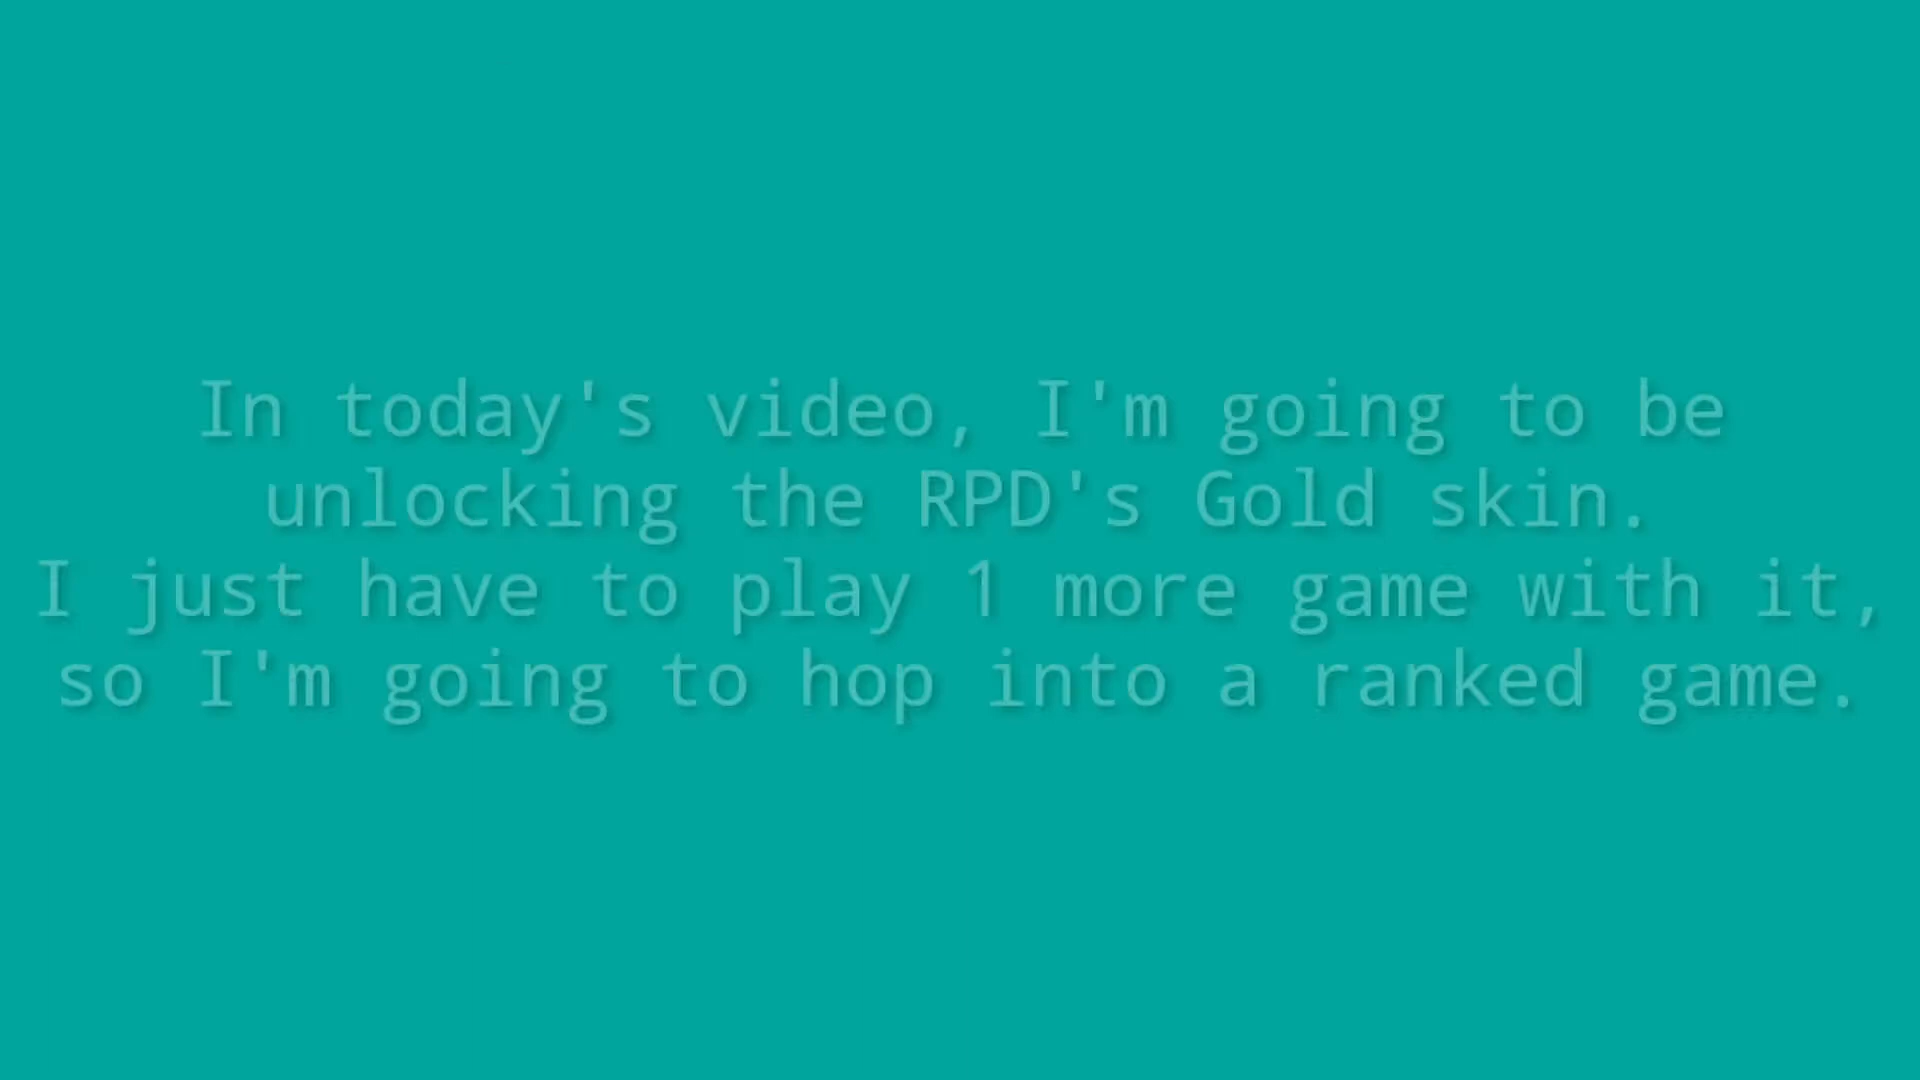 In today's video, I'm going to be
unlocking the RPD's Gold skin.
I just have to play 1 more game with it,
so I'm going to hop into a ranked game.